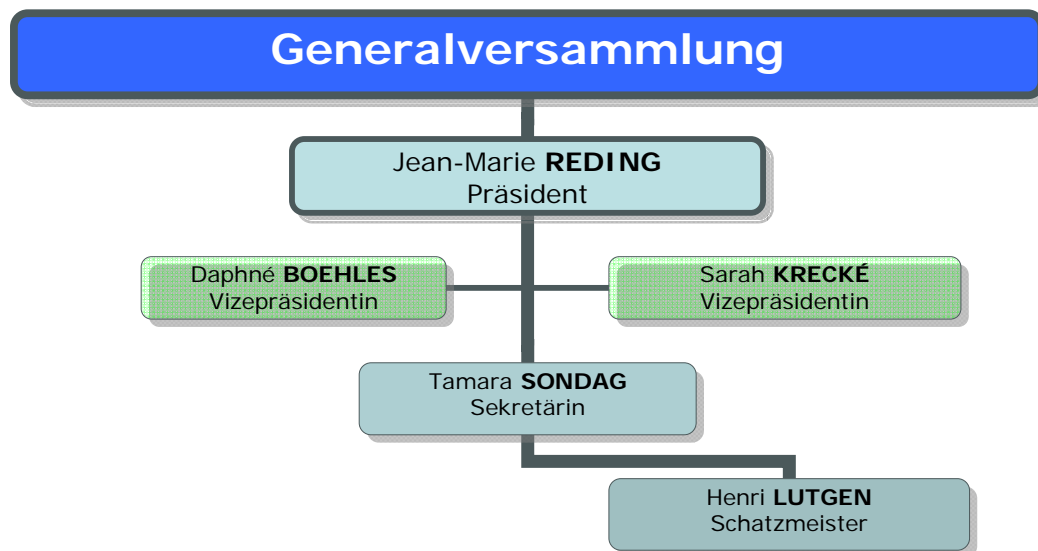 Generalversammlung
Jean-Marie REDING
Präsident
Daphné BOEHLES
Vizepräsidentin
Sarah KRECKÉ
Vizepräsidentin
Tamara SONDAG
Sekretärin
Henri LUTGEN
Schatzmeister